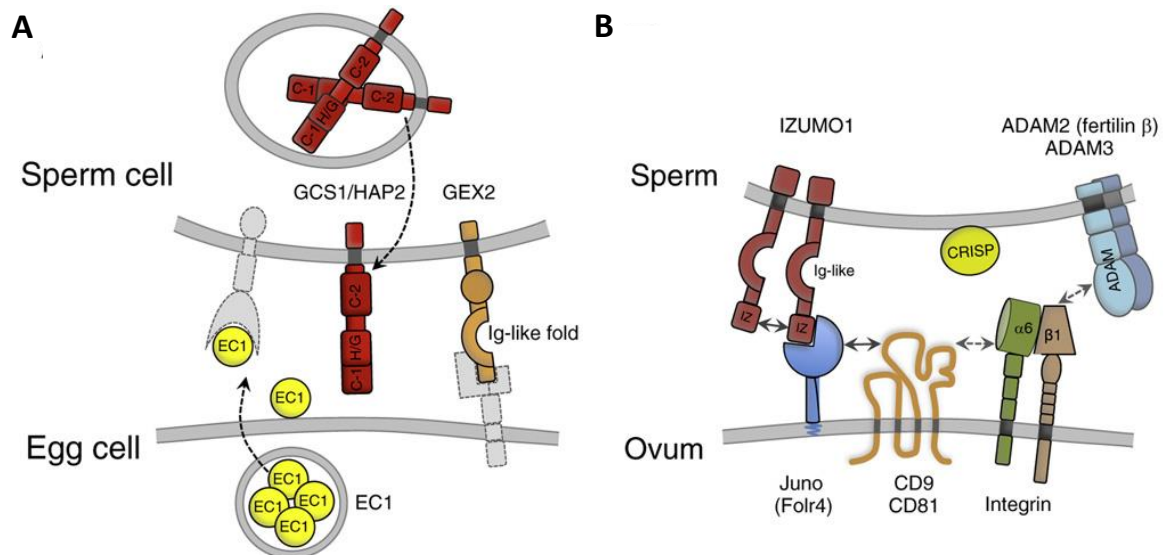 A
B
IZUMO1
ADAM2 (fertilin β)
ADAM3
Sperm cell
GCS1/HAP2
GEX2
Sperm
C-1
H/G
C-2
C-1
C-2
CRISP
Ig-like
ADAM
IZ
IZ
C-2
H/G
C-1
Ig-like fold
EC1
EC1
α6
β1
Egg cell
Ovum
EC1
EC1
EC1
EC1
EC1
Juno
(Folr4)
CD9
CD81
Integrin